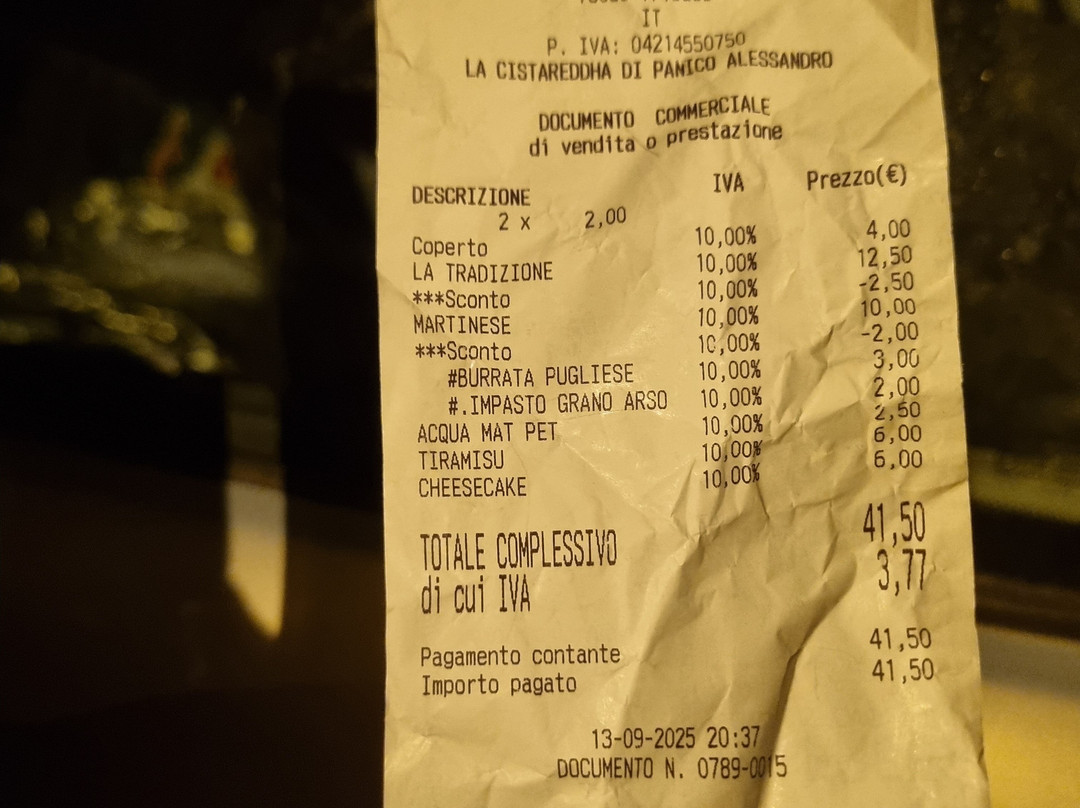 IT
P. IVA: 04214550750
LA CISTAREDDHA DI PANICO ALESSANDRO
DOCUMENTO COMMERCIALE
di vendita o prestazione
DESCRIZIONE IVA Prezzo(€)
2 x 2,00
Coperto 10,00% 4,00
LA TRADIZIONE 10,00% 12,50
***Sconto 10,00% -2,50
MARTINESE 10,00% 10,00
***Sconto 10,00% -2,00
#BURRATA PUGLIESE 10,00% 3,00
#.IMPASTO GRANO ARSO 10,00% 2,00
ACQUA MAT PET 10,00% 2,50
TIRAMISU 10,00% 6,00
CHEESECAKE 10,00% 6,00
TOTALE COMPLESSIVO 41,50
di cui IVA 3,77
Pagamento contante 41,50
Importo pagato 41,50
13-09-2025 20:37
DOCUMENTO N. 0789-0015